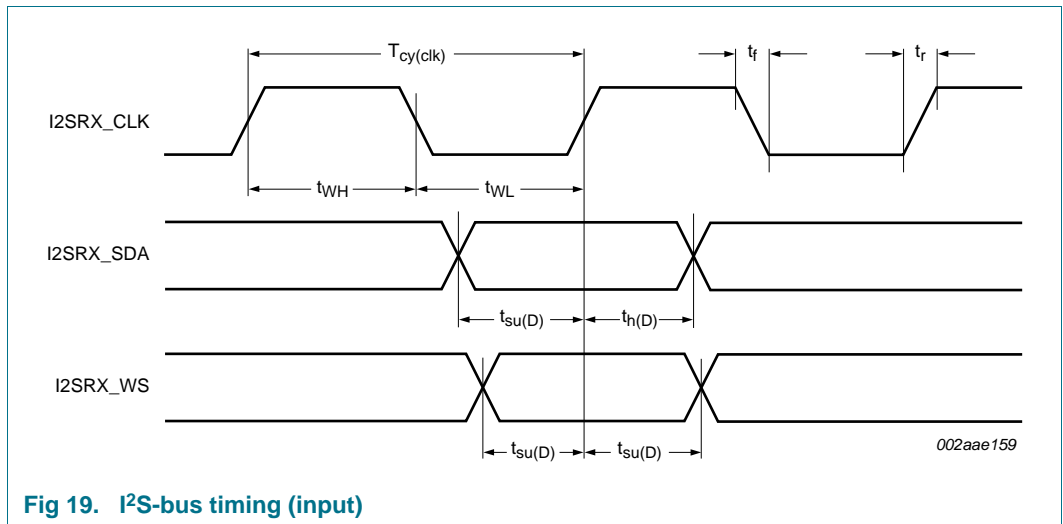 T cy(clk) tf tr
I2SRX_CLK
tWH tWL
I2SRX_SDA
tsu(D) th(D)
I2SRX_WS
tsu(D) tsu(D)
002aae159
Fig 19. I²S-bus timing (input)